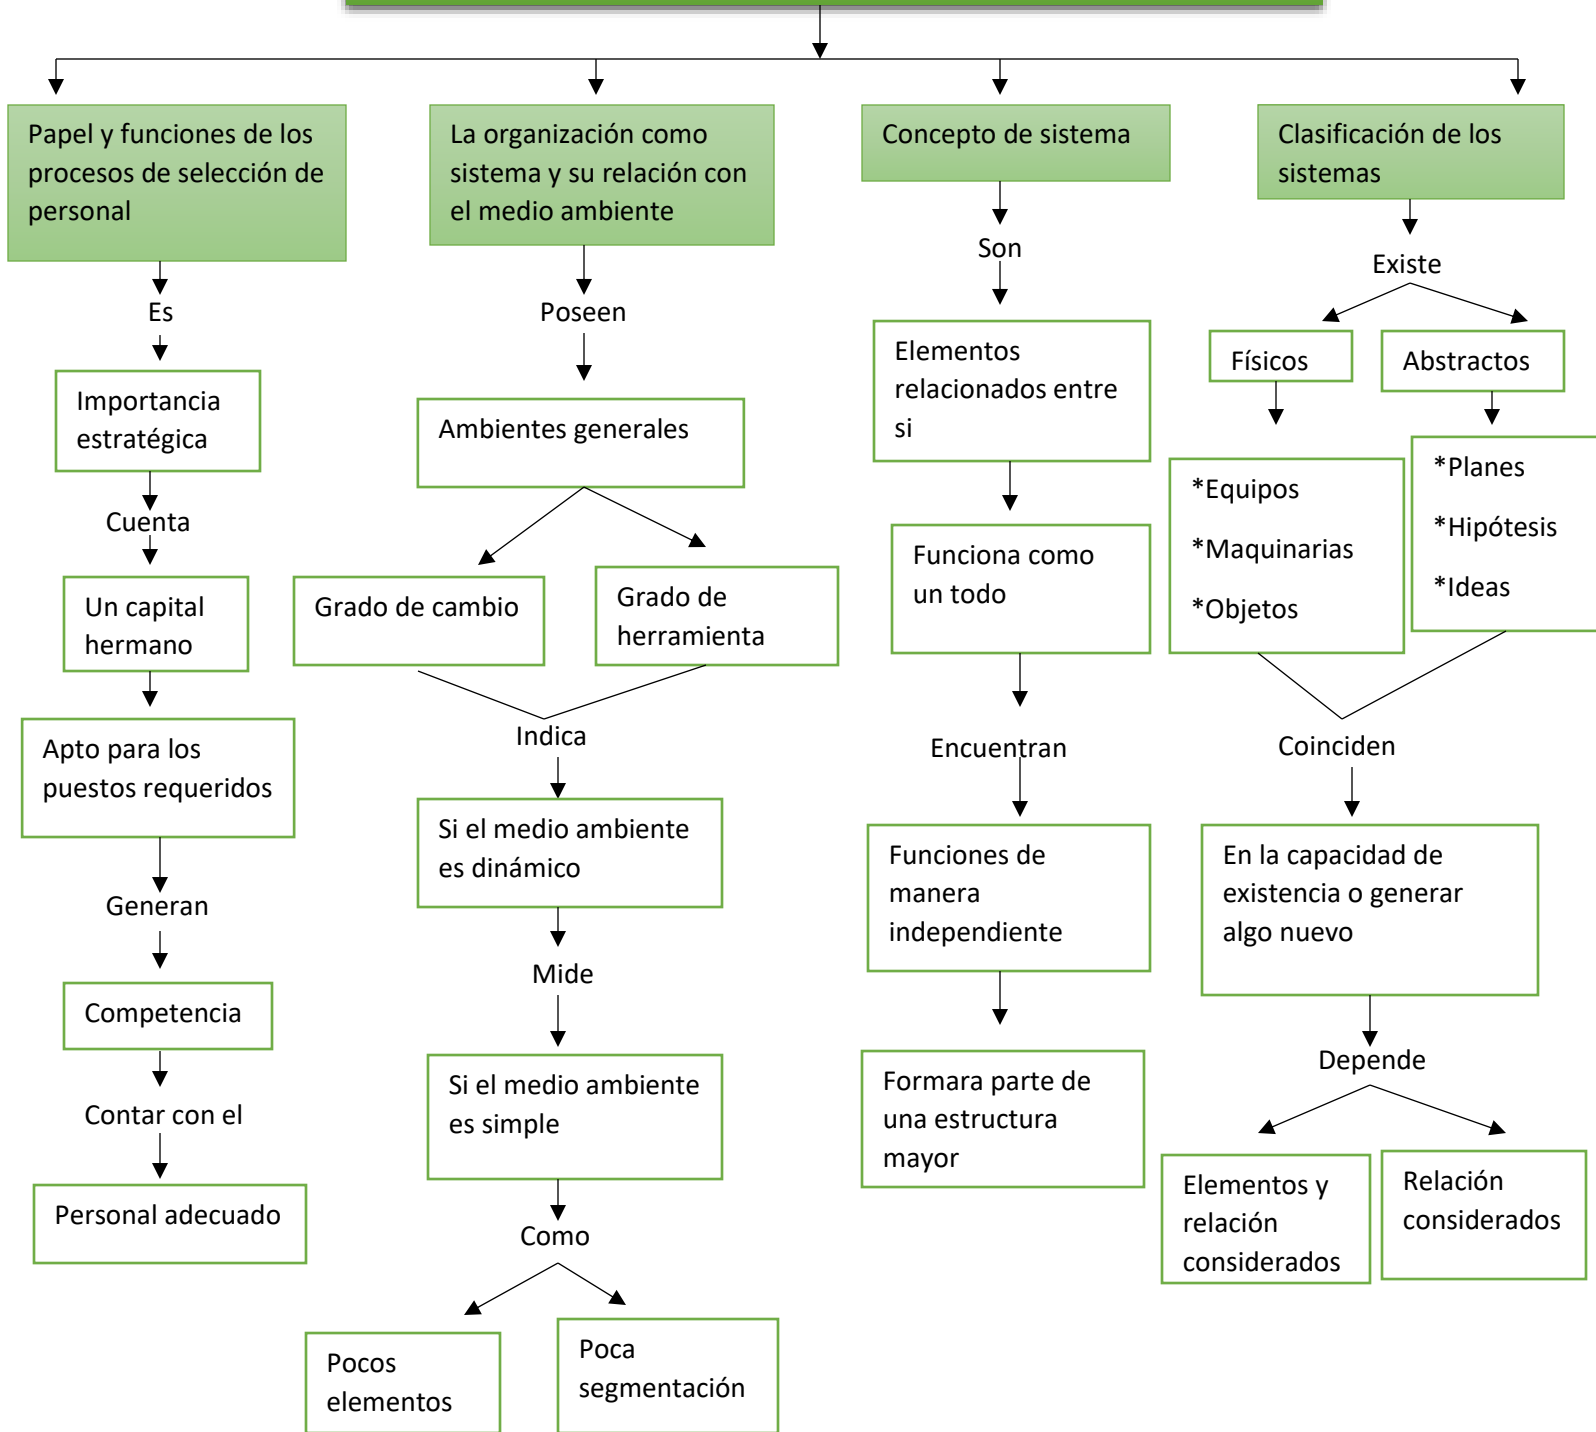 Papel y funciones de los
procesos de selección de
personal
Es
Importancia
estratégica
Cuenta
Un capital
hermano
Apto para los
puestos requeridos
Generan
Competencia
Contar con el
Personal adecuado
La organización como
sistema y su relación con
el medio ambiente
Poseen
Ambientes generales
Grado de cambio
Grado de
herramienta
Indica
Si el medio ambiente
es dinámico
Mide
Si el medio ambiente
es simple
Como
Pocos
elementos
Poca
segmentación
Concepto de sistema
Son
Elementos
relacionados entre
si
Funciona como
un todo
Encuentran
Funciones de
manera
independiente
Formara parte de
una estructura
mayor
Clasificación de los
sistemas
Existe
Físicos
Abstractos
*Equipos
*Maquinarias
*Objetos
*Planes
*Hipótesis
*Ideas
Coinciden
En la capacidad de
existencia o generar
algo nuevo
Depende
Elementos y
relación
considerados
Relación
considerados